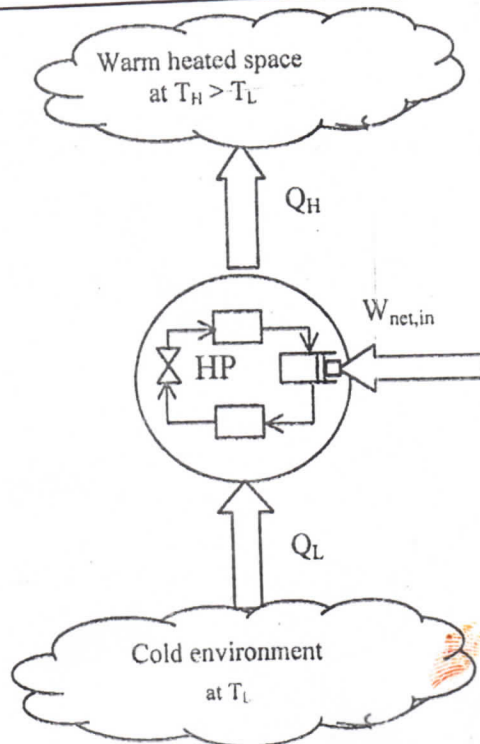 Warm heated space
at T_H > T_L
Q_H
W_net,in
HP
Q_L
Cold environment
at T_L